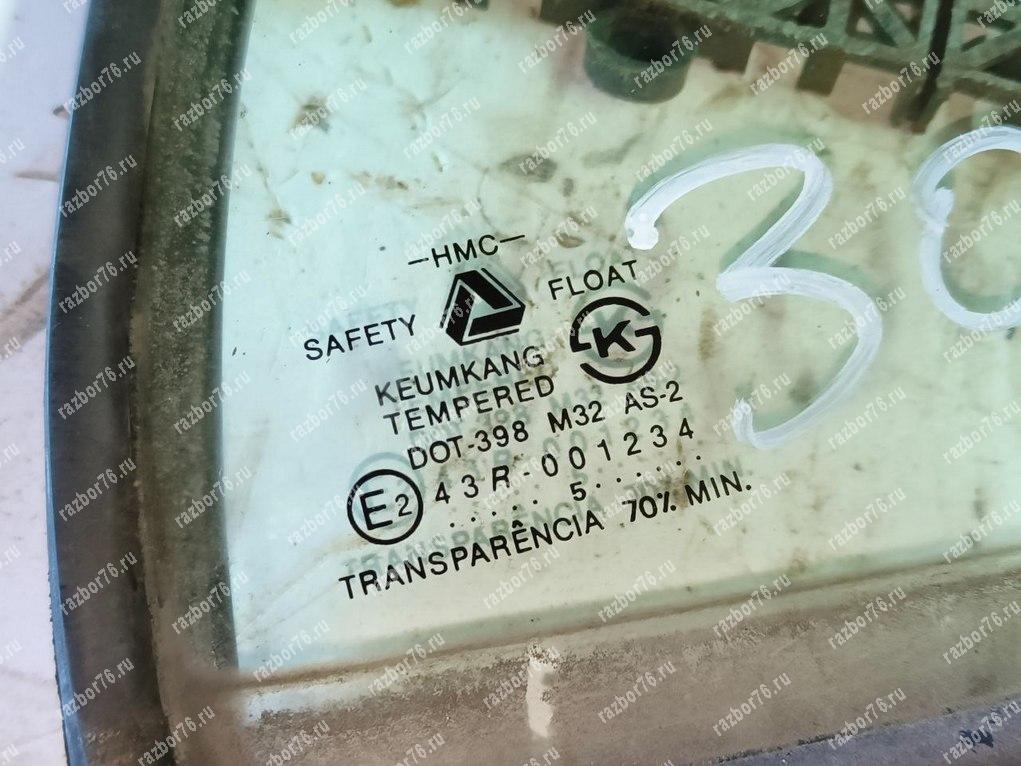 -HMC-
SAFETY FLOAT
K
KEUMKANG
TEMPERED
DOT-398 M32 AS-2
E2 43R-001234
. . . . . 5 . . . . . .
TRANSPARÊNCIA 70% MIN.
30
razbor76.ru